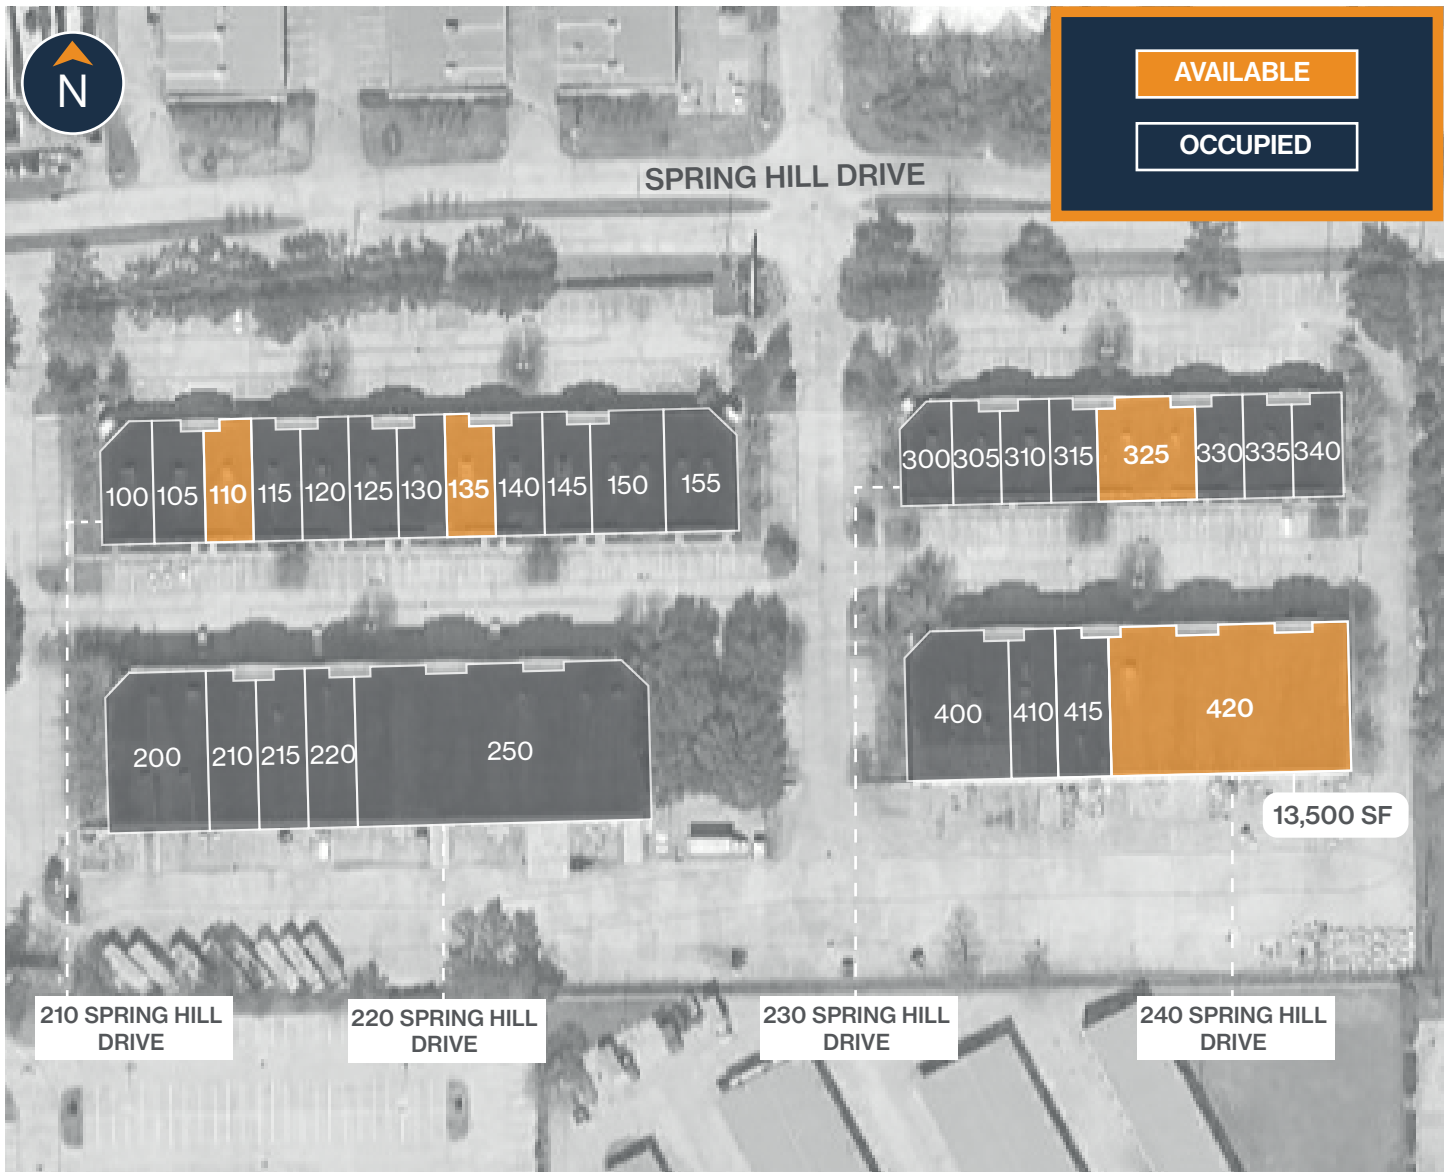 N
AVAILABLE
OCCUPIED
SPRING HILL DRIVE
100 105 110 115 120 125 130 135 140 145 150 155
300 305 310 315 325 330 335 340
200 210 215 220 250
400 410 415 420
13,500 SF
210 SPRING HILL
DRIVE
220 SPRING HILL
DRIVE
230 SPRING HILL
DRIVE
240 SPRING HILL
DRIVE